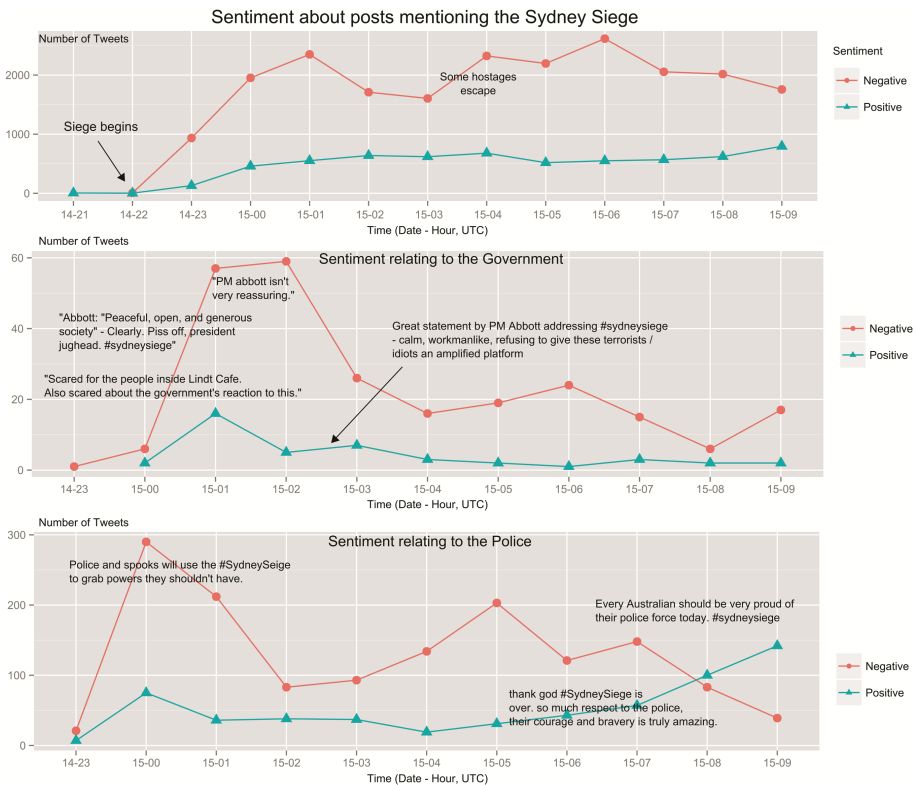 Sentiment about posts mentioning the Sydney Siege
Number of Tweets
2000
1000
0
Siege begins
Some hostages
escape
14-21 14-22 14-23 15-00 15-01 15-02 15-03 15-04 15-05 15-06 15-07 15-08 15-09
Time (Date - Hour, UTC)
Sentiment
Negative
Positive
Number of Tweets
Sentiment relating to the Government
60
40
20
0
"PM abbott isn't
very reassuring."
"Abbott: "Peaceful, open, and generous
society" - Clearly. Piss off, president
jughead. #sydneysiege"
Great statement by PM Abbott addressing #sydneysiege
- calm, workmanlike, refusing to give these terrorists /
idiots an amplified platform
"Scared for the people inside Lindt Cafe.
Also scared about the government's reaction to this."
14-23 15-00 15-01 15-02 15-03 15-04 15-05 15-06 15-07 15-08 15-09
Time (Date - Hour, UTC)
Negative
Positive
Number of Tweets
Sentiment relating to the Police
300
200
100
0
Police and spooks will use the #SydneySeige
to grab powers they shouldn't have.
Every Australian should be very proud of
their police force today. #sydneysiege
thank god #SydneySiege is
over. so much respect to the police,
their courage and bravery is truly amazing.
14-23 15-00 15-01 15-02 15-03 15-04 15-05 15-06 15-07 15-08 15-09
Time (Date - Hour, UTC)
Negative
Positive